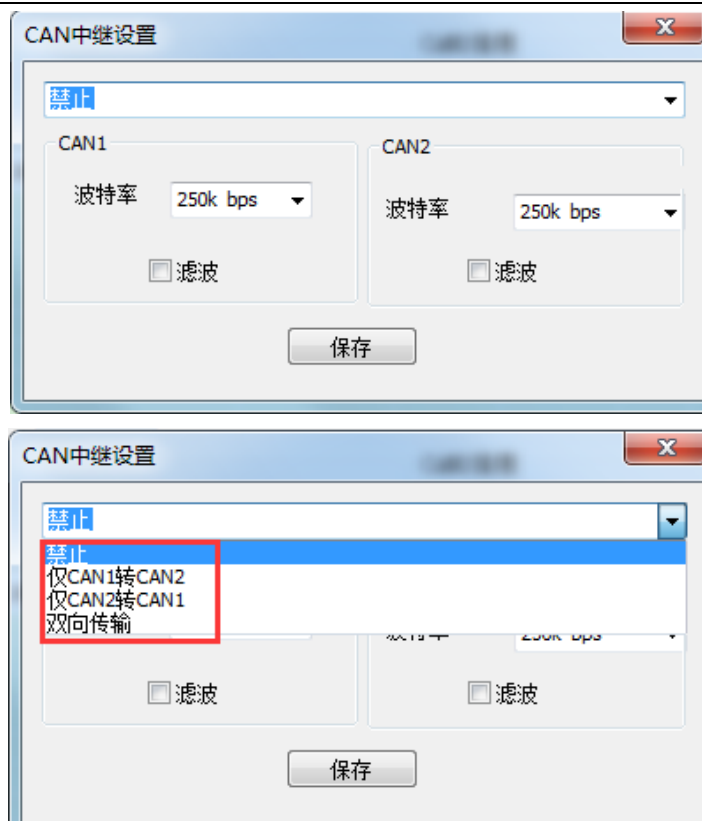 CAN中继设置
禁止
CAN1
CAN2
波特率 250k bps
波特率 250k bps
滤波
滤波
保存
CAN中继设置
禁止
禁止
仅CAN1转CAN2
仅CAN2转CAN1
双向传输
滤波
滤波
保存